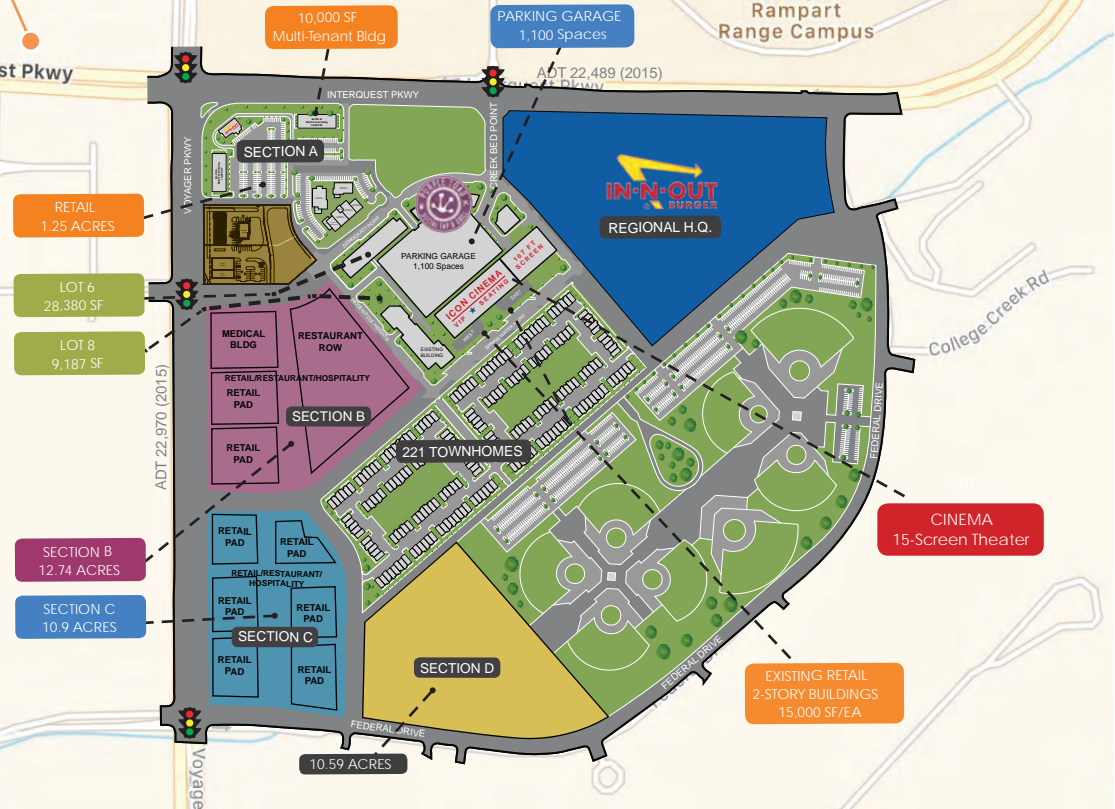 10,000 SF
Multi-Tenant Bldg
PARKING GARAGE
1,100 Spaces
Rampart
Range Campus
st Pkwy
ADT 22,489 (2015)
INTERQUEST PKWY
VOYAGER PKWY
CREEK BED POINT
SECTION A
IN-N-OUT
BURGER
REGIONAL H.Q.
RETAIL
1.25 ACRES
PARKING GARAGE
1,100 Spaces
107 FT
SCREEN
ICON CINEMA
VIP ★ SEATING
EXISTING
BUILDING
LOT 6
28,380 SF
LOT 8
9,187 SF
MEDICAL
BLDG
RESTAURANT
ROW
RETAIL/RESTAURANT/HOSPITALITY
RETAIL
PAD
SECTION B
RETAIL
PAD
ADT 22,970 (2015)
College Creek Rd
FEDERAL DRIVE
221 TOWNHOMES
CINEMA
15-Screen Theater
SECTION B
12.74 ACRES
SECTION C
10.9 ACRES
RETAIL
PAD
RETAIL
PAD
RETAIL/RESTAURANT/
HOSPITALITY
RETAIL
PAD
RETAIL
PAD
SECTION C
RETAIL
PAD
RETAIL
PAD
SECTION D
10.59 ACRES
FEDERAL DRIVE
FEDERAL DRIVE
EXISTING RETAIL
2-STORY BUILDINGS
15,000 SF/EA
Voyage